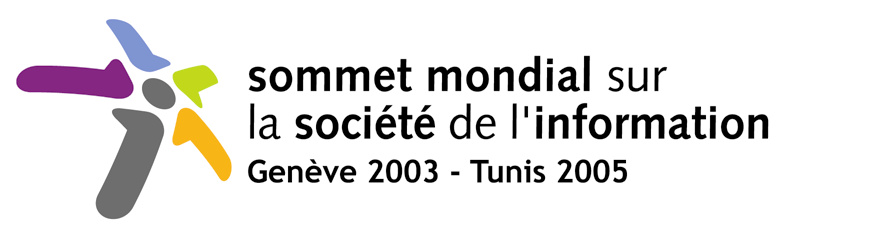 sommet mondial sur
la société de l'information
Genève 2003 - Tunis 2005